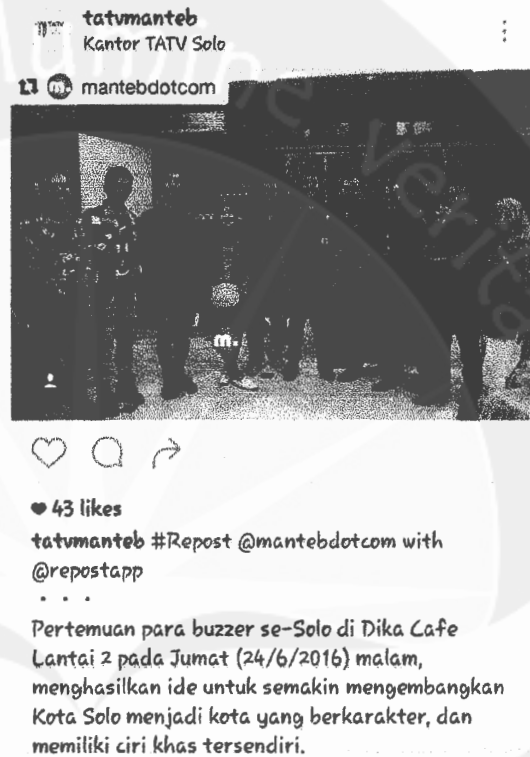 tatvmanteb
Kantor TATV Solo
mantebdotcom
m.
43 likes
tatvmanteb #Repost @mantebdotcom with
@repostapp
. . .
Pertemuan para buzzer se-Solo di Dika Cafe
Lantai 2 pada Jumat (24/6/2016) malam,
menghasilkan ide untuk semakin mengembangkan
Kota Solo menjadi kota yang berkarakter, dan
memiliki ciri khas tersendiri.